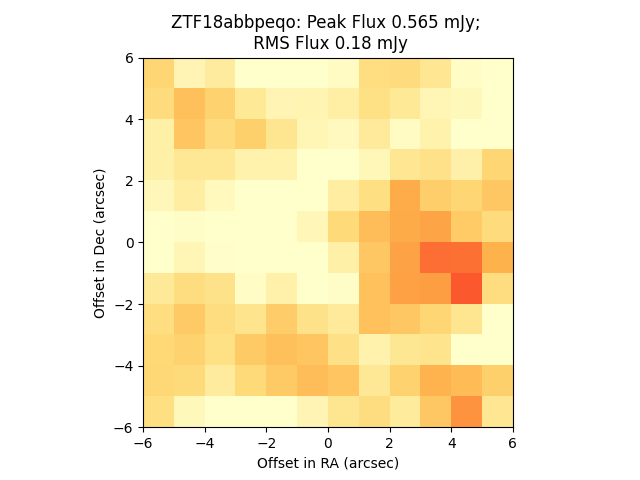 ZTF18abbpeqo: Peak Flux 0.565 mJy;
RMS Flux 0.18 mJy
6
4
2
0
−2
−4
−6
Offset in Dec (arcsec)
−6 −4 −2 0 2 4 6
Offset in RA (arcsec)